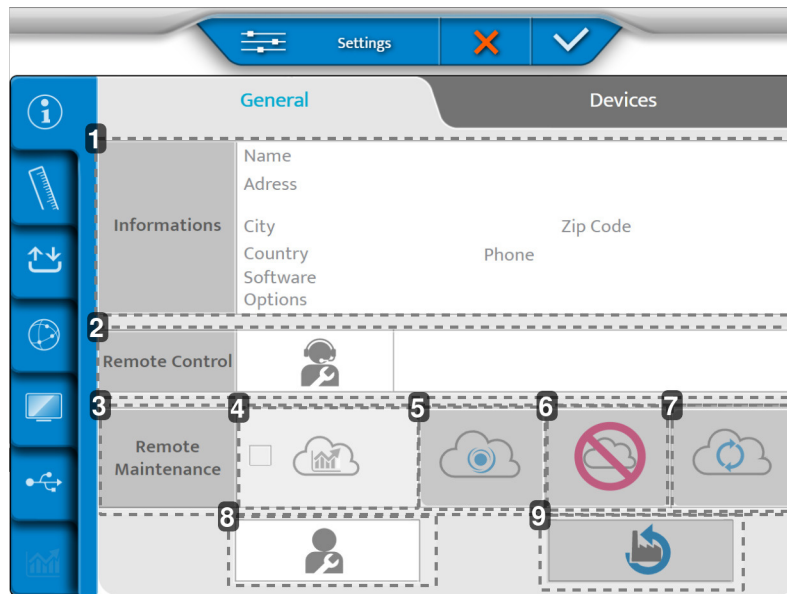 Settings
General Devices
1
Name
Adress
Informations City Zip Code
Country Phone
Software
Options
2
Remote Control
3 4 5 6 7
Remote
Maintenance
8 9